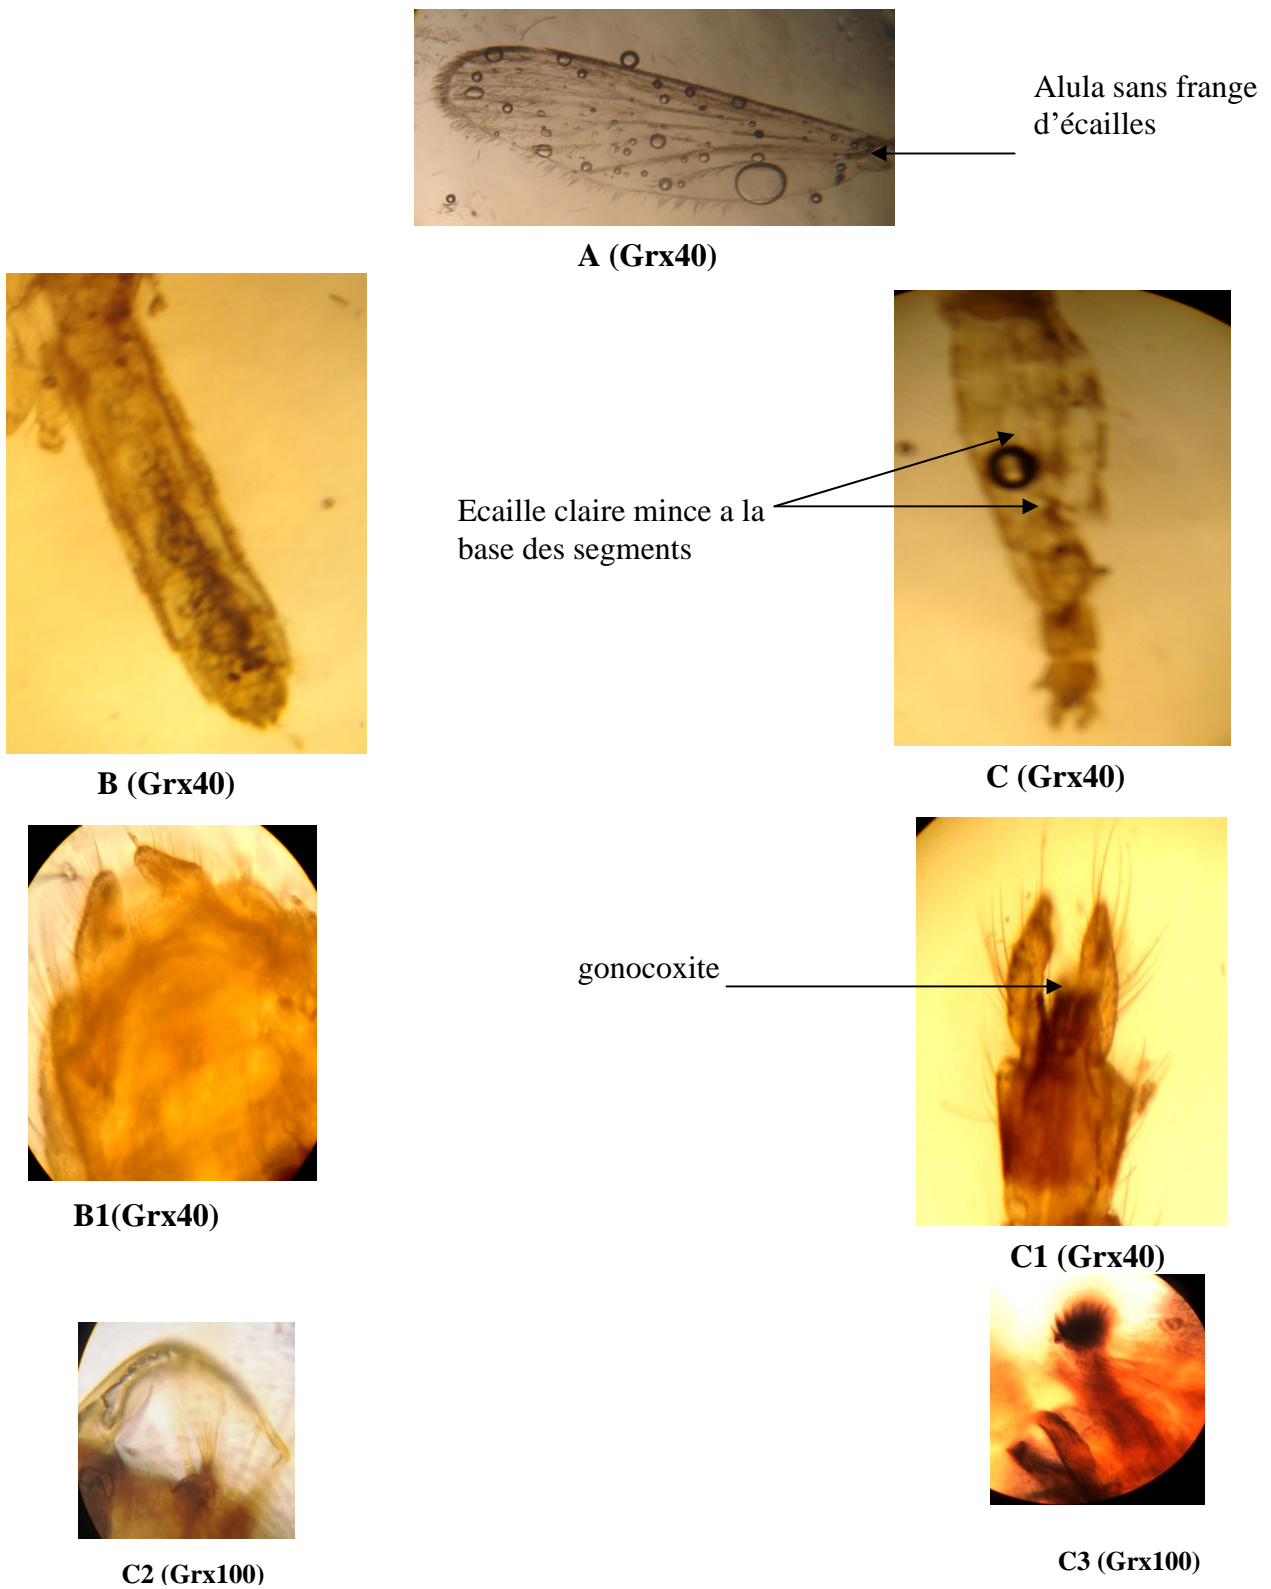 Alula sans frange
d'écailles
A (Grx40)
Ecaille claire mince a la
base des segments
B (Grx40)
C (Grx40)
gonocoxite
B1(Grx40)
C1 (Grx40)
C2 (Grx100)
C3 (Grx100)